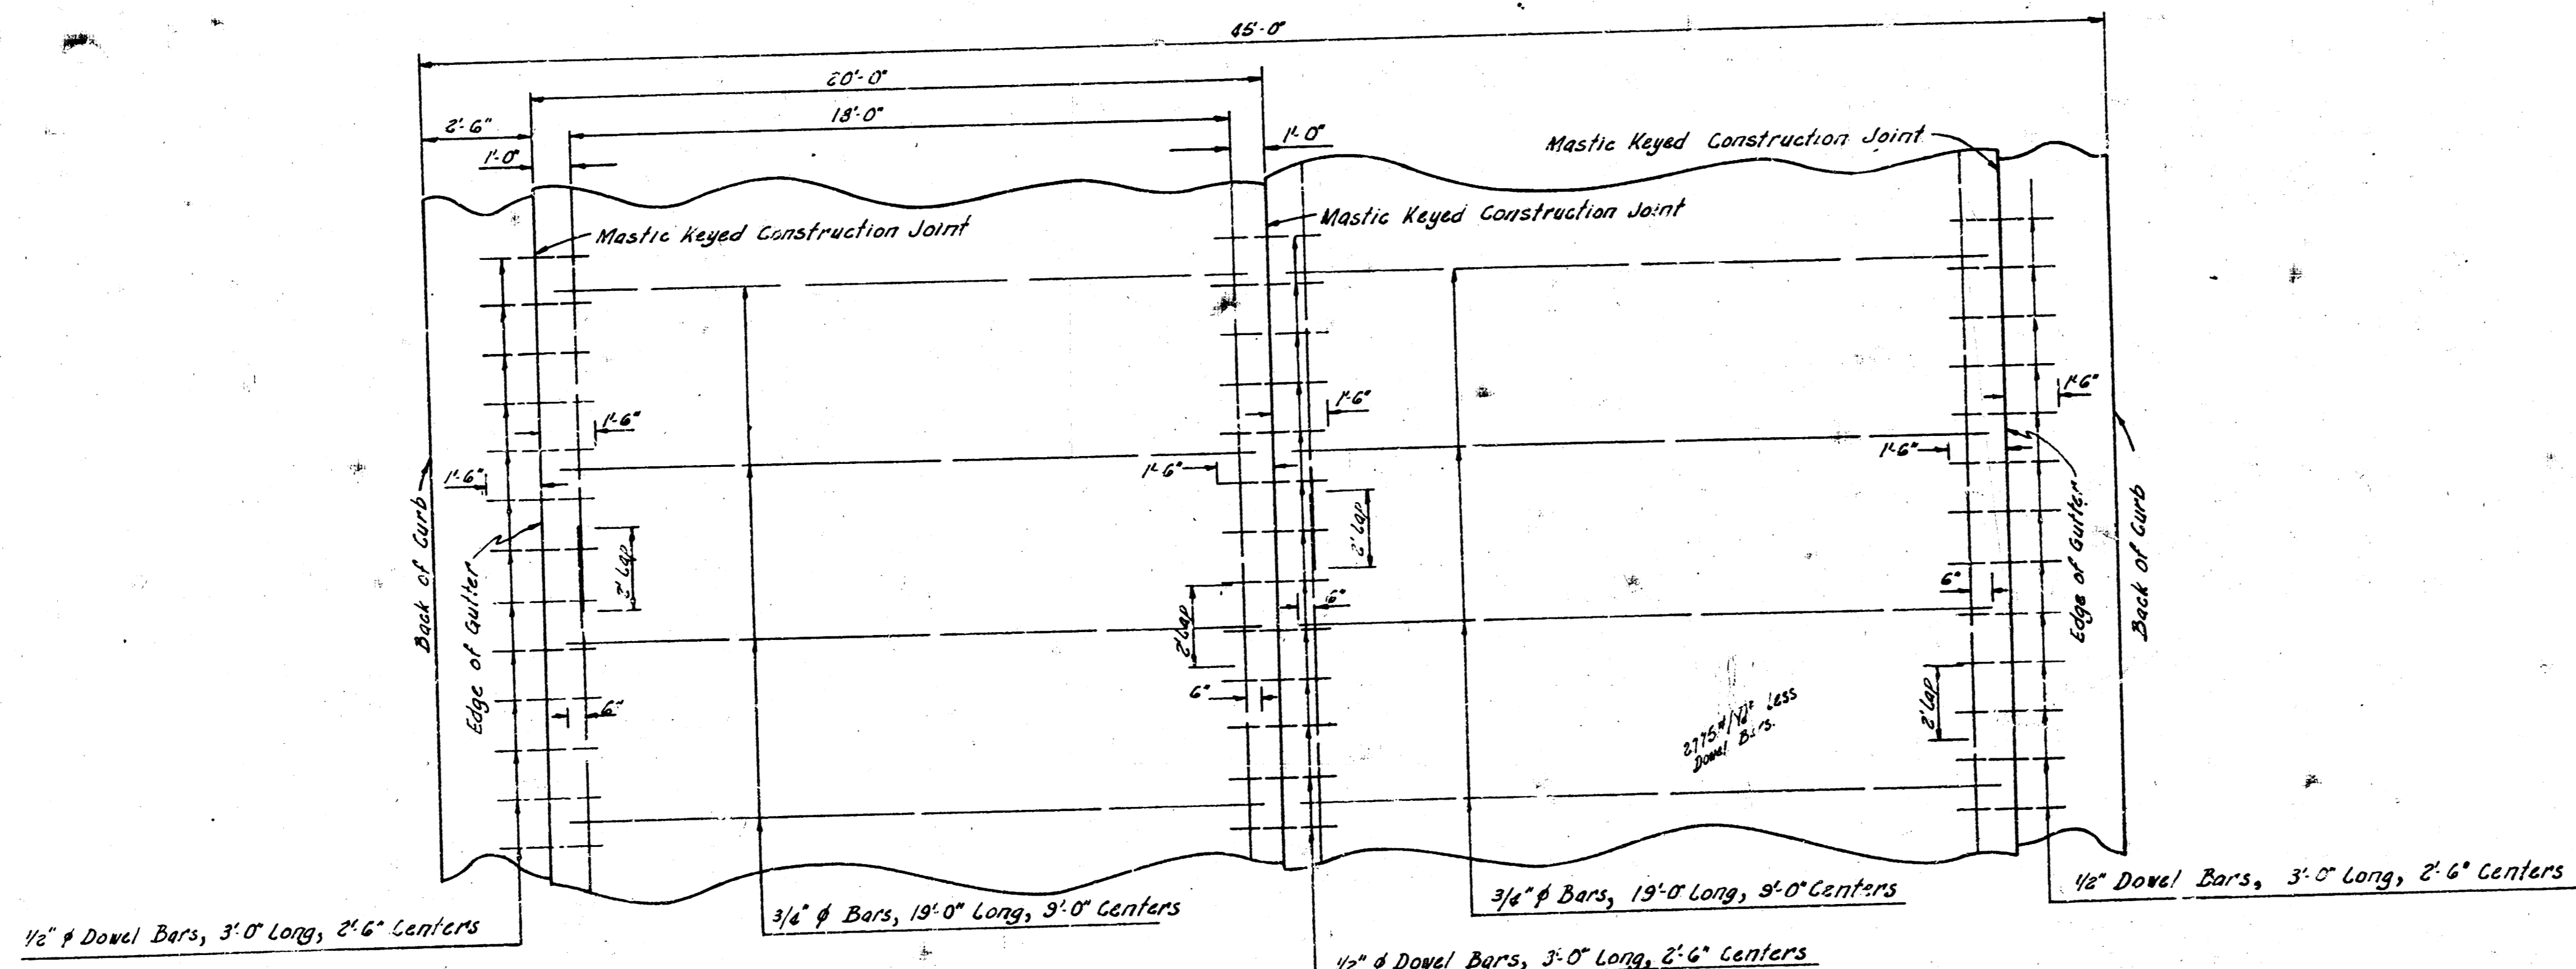 45'-0"
20'-0"
18'-0"
2'-6"
1'-0"
1'-0"
Mastic Keyed Construction Joint
Mastic Keyed Construction Joint
Mastic Keyed Construction Joint
1'-6"
1'-6"
1'-6"
1'-6"
1'-6"
1'-6"
Back of Curb
Edge of Gutter
2' Lap
2' Lap
2' Lap
6"
6"
6"
6"
2' Lap
Edge of Gutter
Back of Curb
Less
Dowel Bars.
1/2" φ Dowel Bars, 3'-0" Long, 2'-6" Centers
3/4" φ Bars, 19'-0" Long, 9'-0" Centers
1/2" φ Dowel Bars, 3'-0" Long, 2'-6" Centers
3/4" φ Bars, 19'-0" Long, 9'-0" Centers
1/2" Dowel Bars, 3'-0" Long, 2'-6" Centers